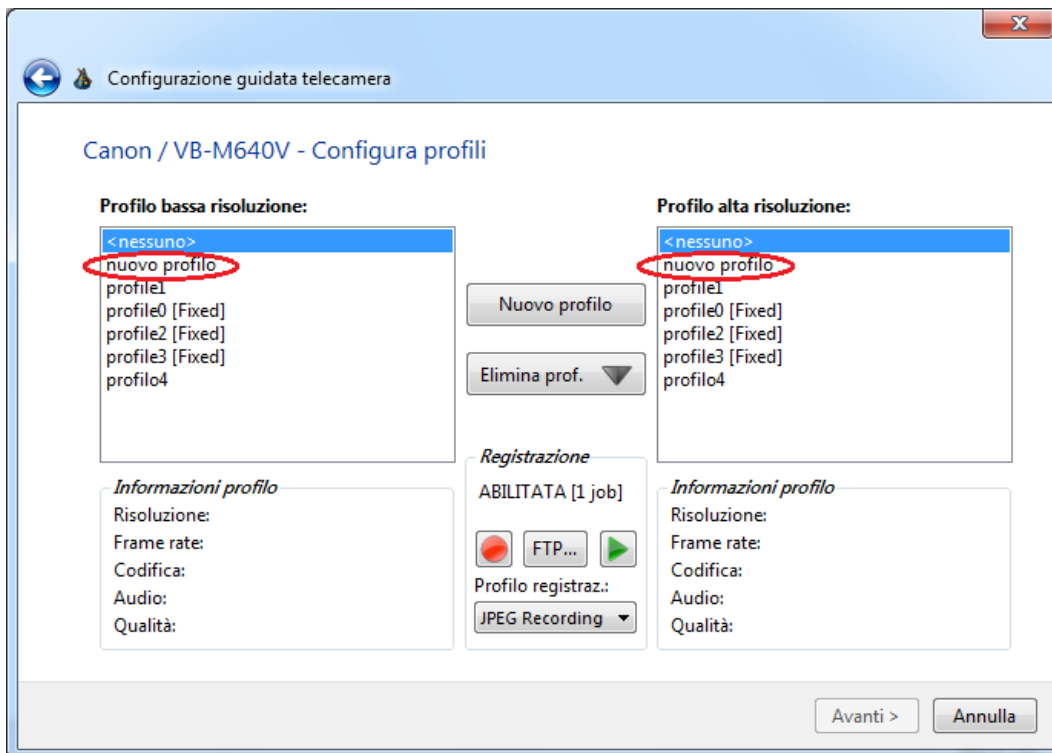 Configurazione guidata telecamera
Canon / VB-M640V - Configura profili
Profilo bassa risoluzione:
<nessuno>
nuovo profilo
profile1
profile0 [Fixed]
profile2 [Fixed]
profile3 [Fixed]
profilo4
Nuovo profilo
Elimina prof.
Profilo alta risoluzione:
<nessuno>
nuovo profilo
profile1
profile0 [Fixed]
profile2 [Fixed]
profile3 [Fixed]
profilo4
Informazioni profilo
Risoluzione:
Frame rate:
Codifica:
Audio:
Qualità:
Registrazione
ABILITATA [1 job]
FTP...
Profilo registraz.:
JPEG Recording
Informazioni profilo
Risoluzione:
Frame rate:
Codifica:
Audio:
Qualità:
Avanti >
Annulla